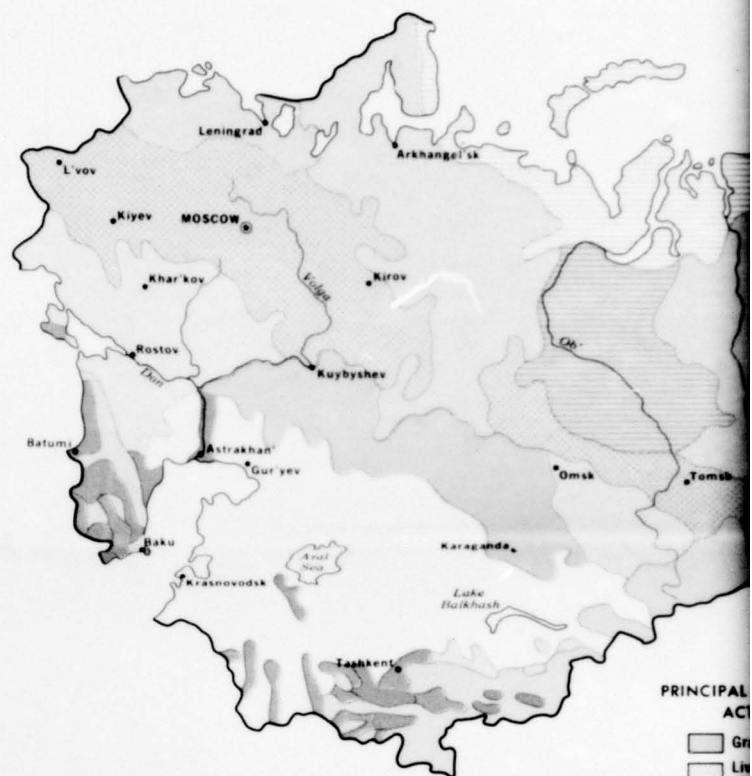 Leningrad
Arkhangel'sk
L'vov
Kiyev
MOSCOW
Khar'kov
Volga
Kirov
Ob'
Rostov
Don
Kuybyshev
Batumi
Astrakhan'
Gur'yev
Omsk
Tomsk
Baku
Aral
Sea
Karaganda
Krasnovodsk
Lake
Balkhash
Tashkent
PRINCIPAL